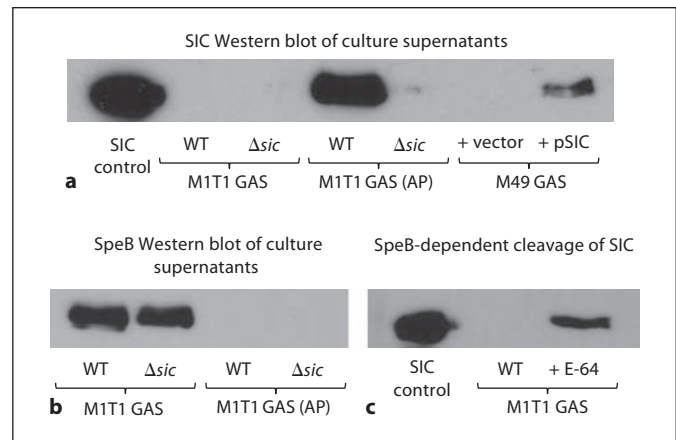 SIC Western blot of culture supernatants
SIC control
WT Δsic WT Δsic + vector + pSIC
M1T1 GAS M1T1 GAS (AP) M49 GAS
a
SpeB Western blot of culture
supernatants
WT Δsic WT Δsic
M1T1 GAS M1T1 GAS (AP)
b
SpeB-dependent cleavage of SIC
SIC
control
WT + E-64
M1T1 GAS
c